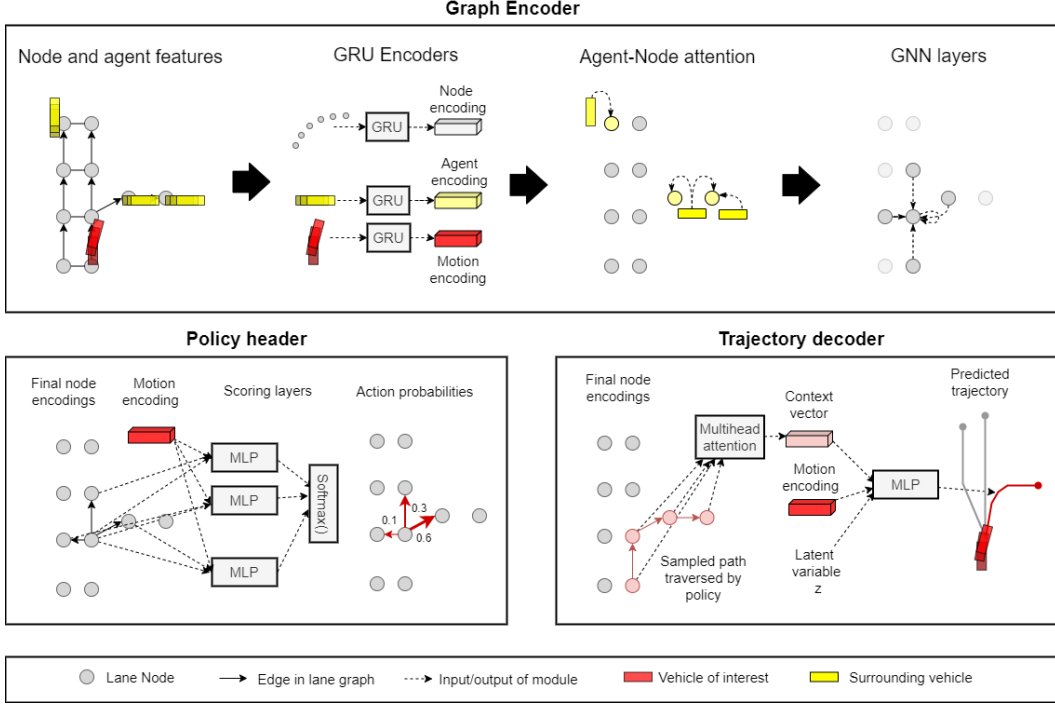 Graph Encoder
Node and agent features
GRU Encoders
Agent-Node attention
GNN layers
Node
encoding
GRU
Agent
encoding
GRU
GRU
Motion
encoding
Policy header
Final node
encodings
Motion
encoding
Scoring layers
Action probabilities
MLP
MLP
MLP
Softmax()
0.3
0.1
0.6
Trajectory decoder
Final node
encodings
Multihead
attention
Context
vector
Predicted
trajectory
Motion
encoding
MLP
Sampled path
traversed by
policy
Latent
variable
z
Lane Node
Edge in lane graph
Input/output of module
Vehicle of interest
Surrounding vehicle